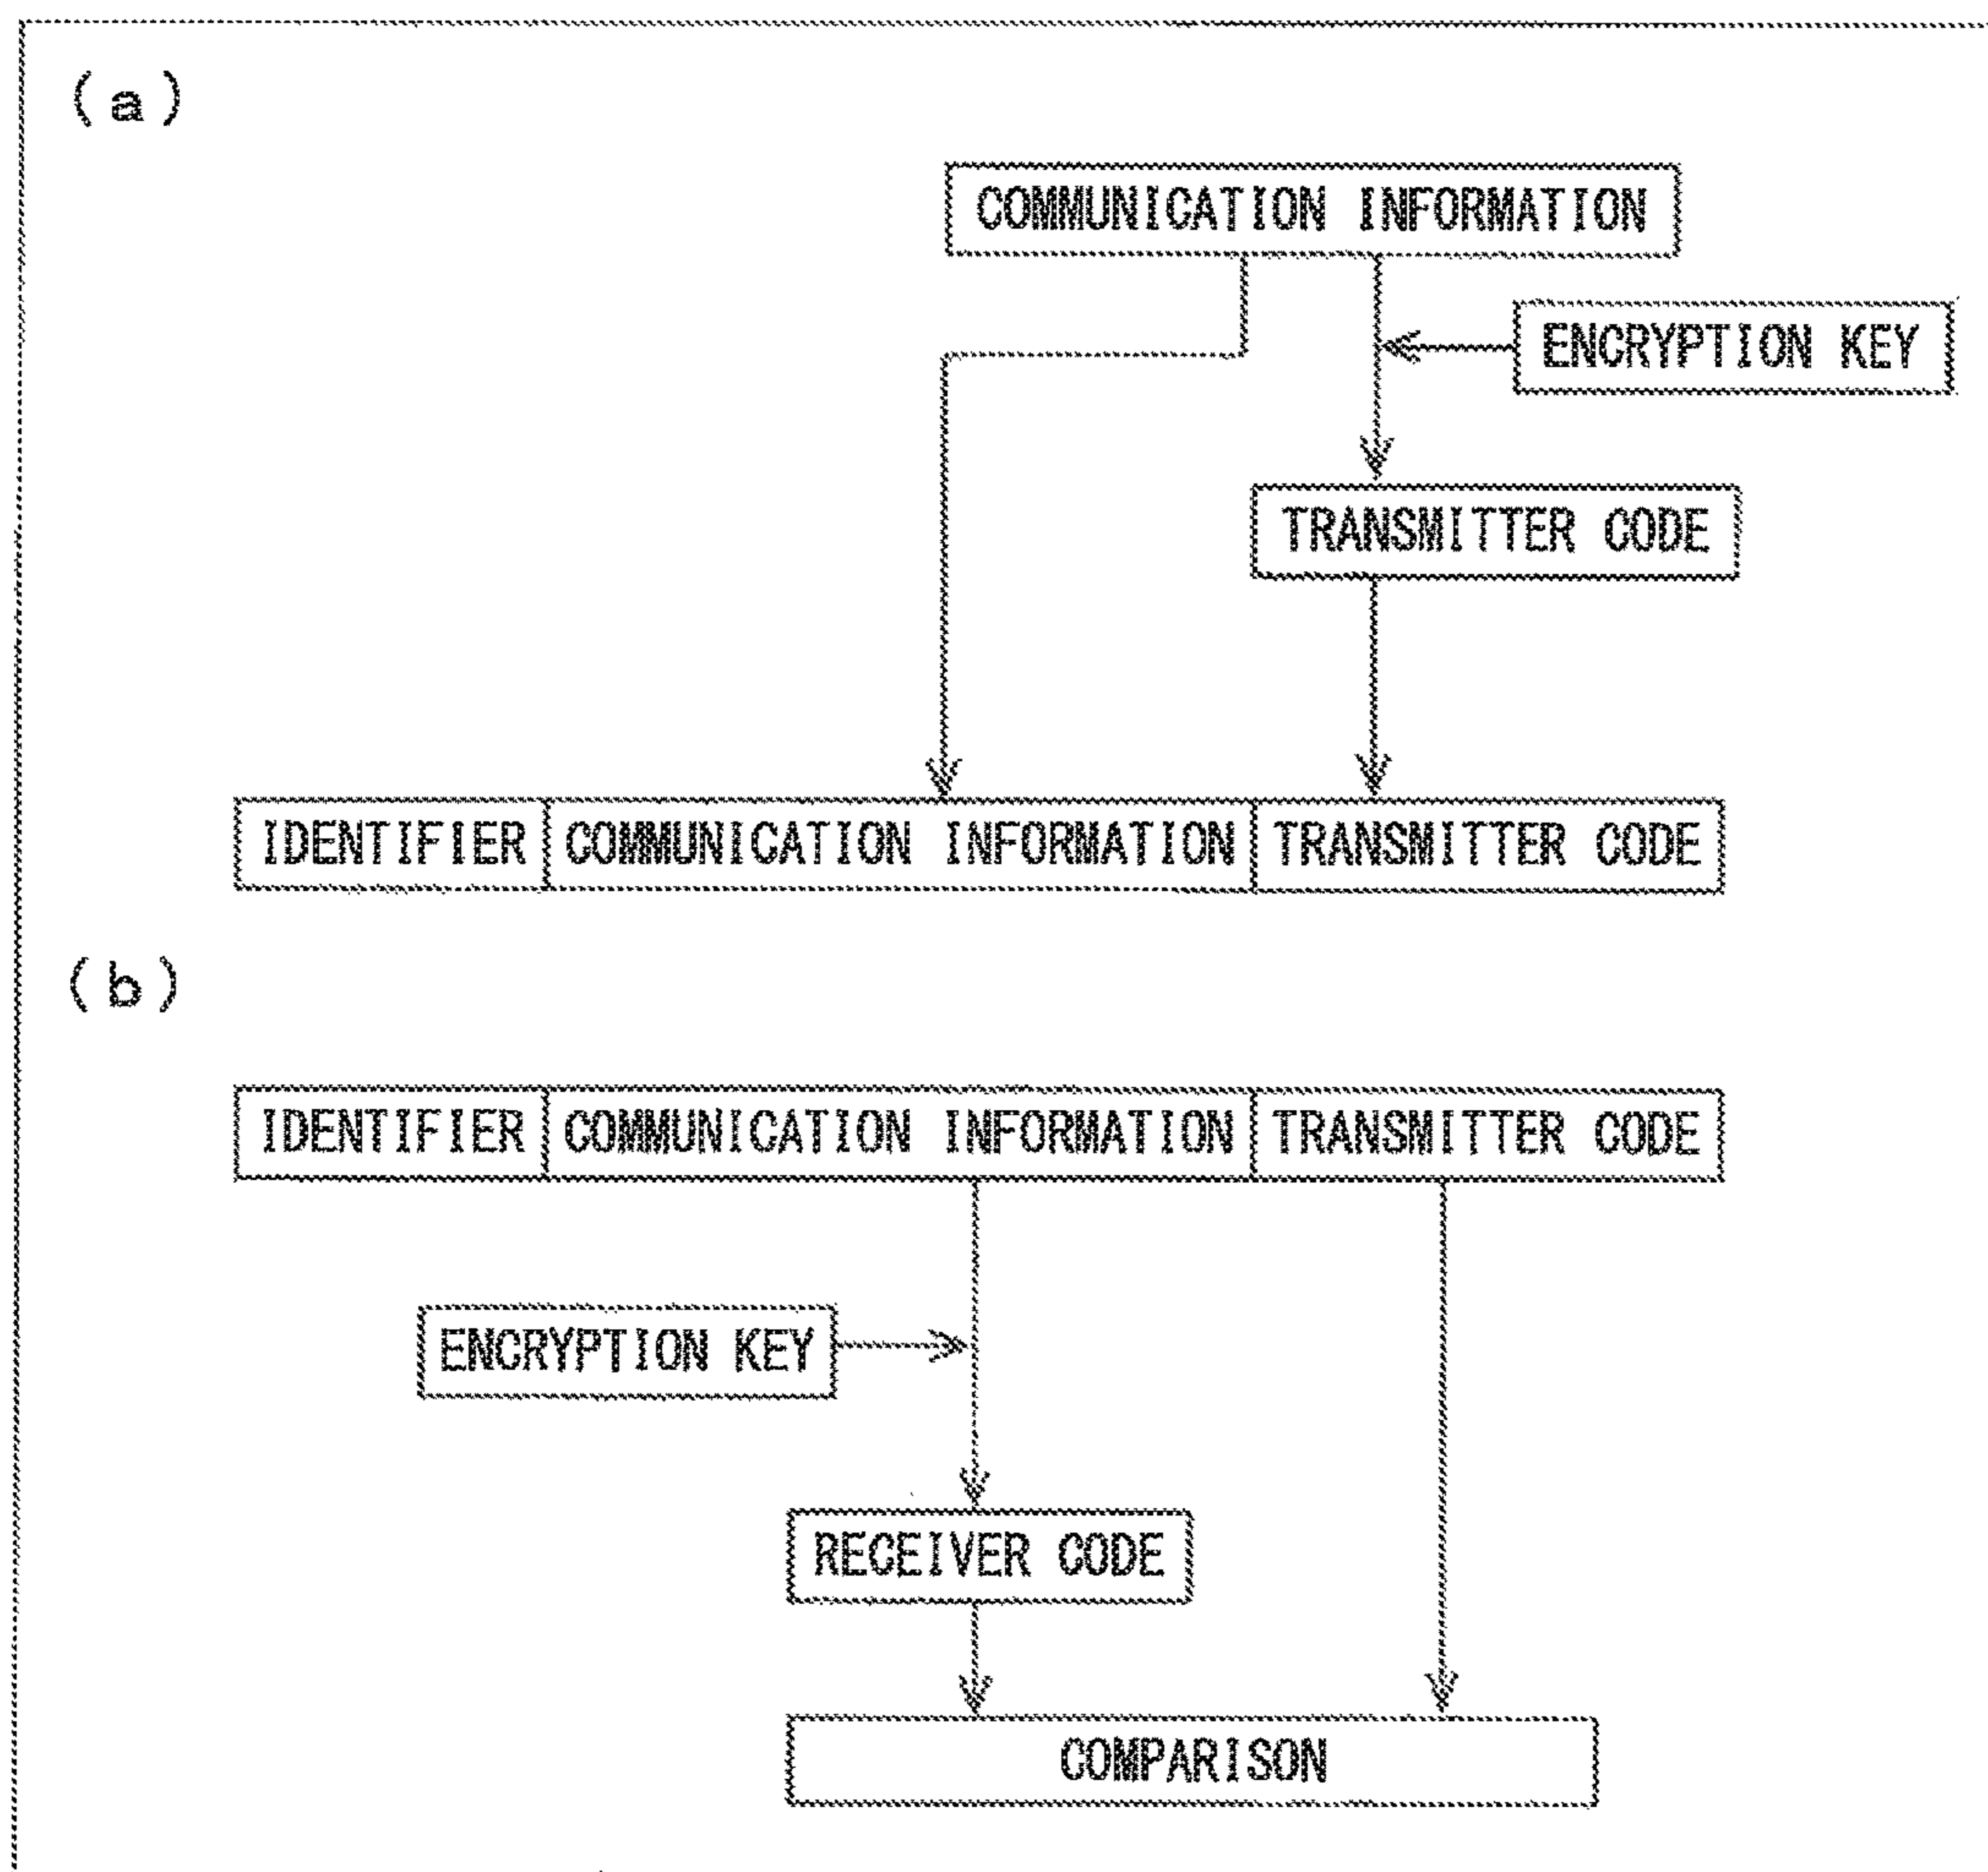 (a)
COMMUNICATION INFORMATION
ENCRYPTION KEY
TRANSMITTER CODE
IDENTIFIER COMMUNICATION INFORMATION TRANSMITTER CODE
(b)
IDENTIFIER COMMUNICATION INFORMATION TRANSMITTER CODE
ENCRYPTION KEY
RECEIVER CODE
COMPARISON